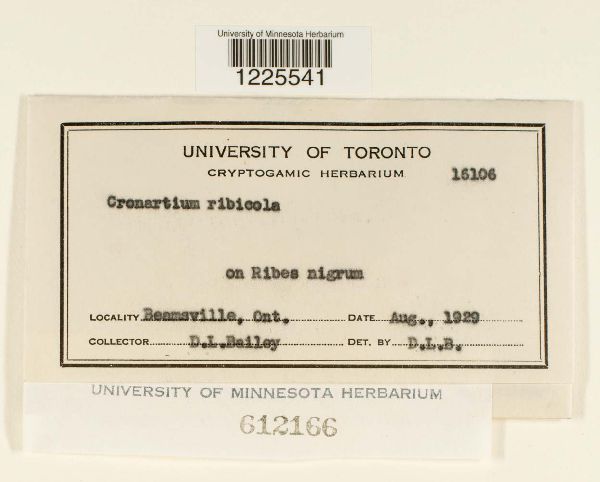 University of Minnesota Herbarium
1225541
UNIVERSITY OF TORONTO
CRYPTOGAMIC HERBARIUM 16106
Cronartium ribicola
on Ribes nigrum
LOCALITY Beamsville, Ont. DATE Aug., 1929
COLLECTOR D.L.Bailey DET. BY D.L.B.
UNIVERSITY OF MINNESOTA HERBARIUM
612166